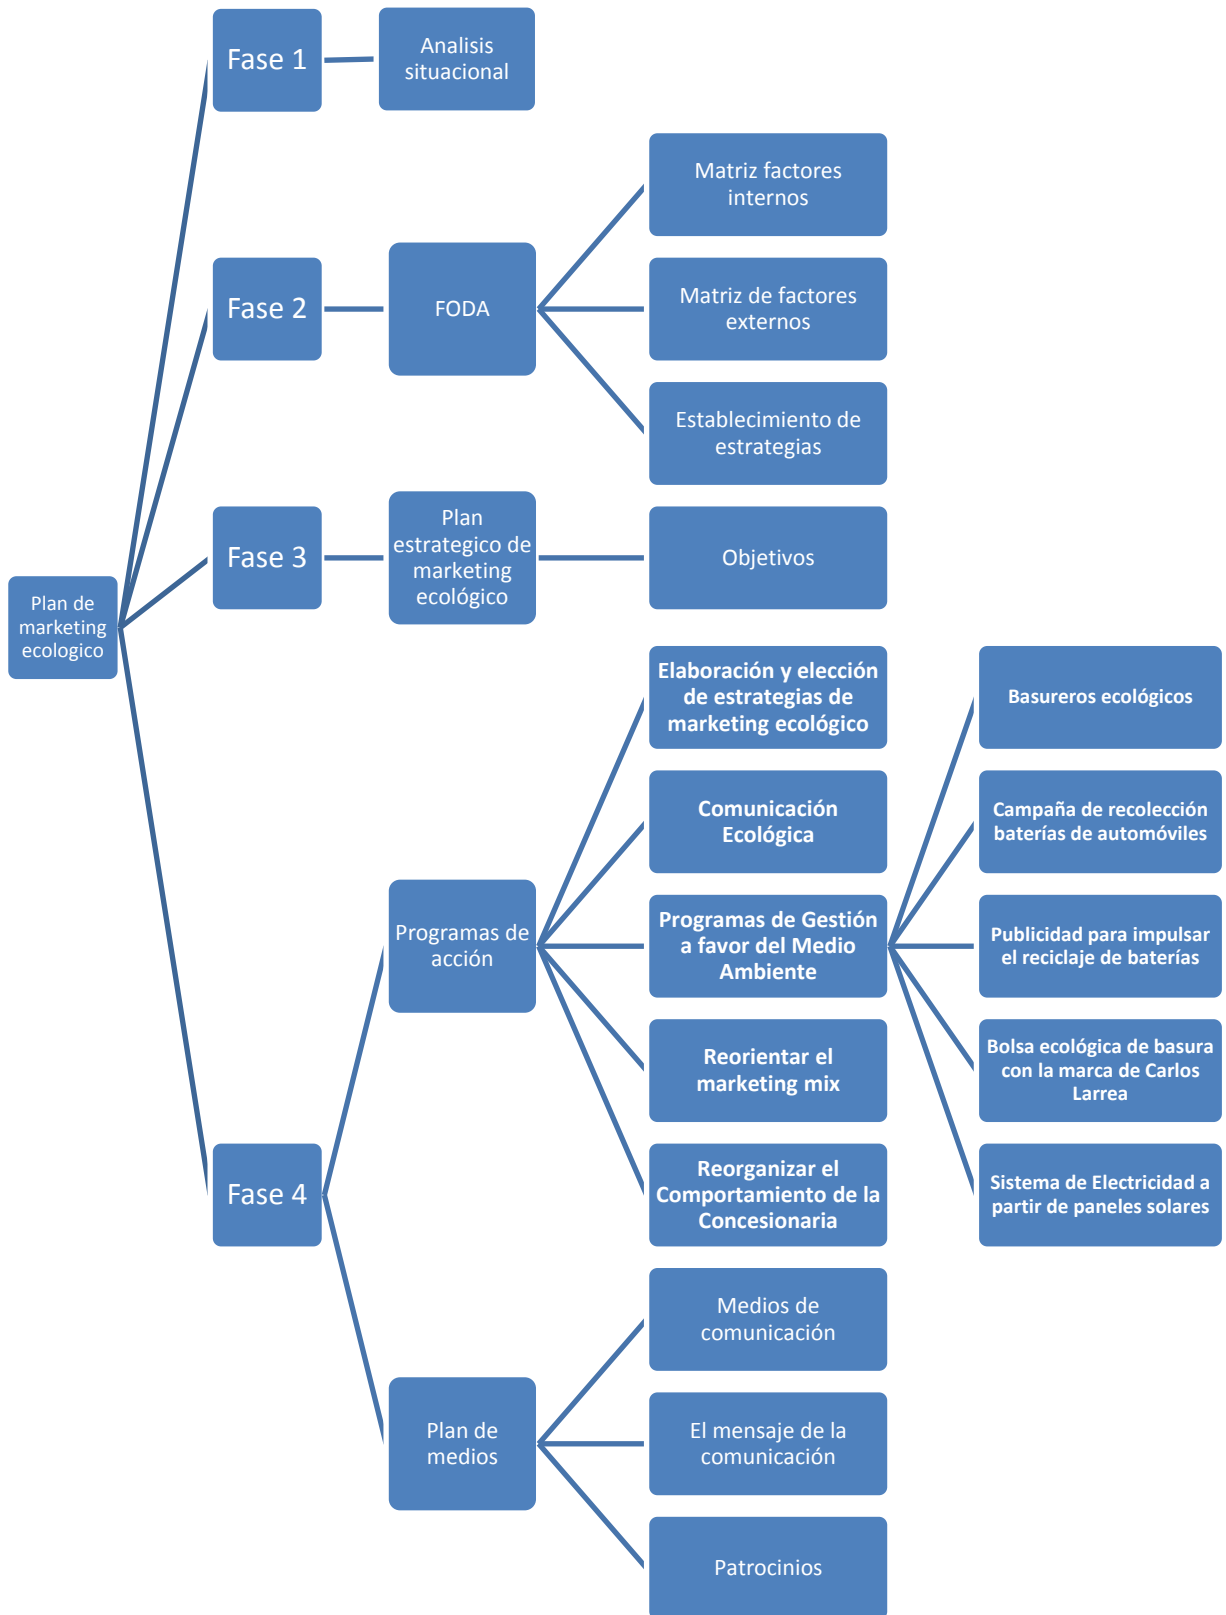 Fase 1
Analisis
situacional
Matriz factores
internos
Fase 2
FODA
Matriz de factores
externos
Establecimiento de
estrategias
Fase 3
Plan
estrategico de
marketing
ecológico
Objetivos
Plan de
marketing
ecologico
Elaboración y elección
de estrategias de
marketing ecológico
Basureros ecológicos
Comunicación
Ecológica
Campaña de recolección
baterías de automóviles
Programas de
acción
Programas de Gestión
a favor del Medio
Ambiente
Publicidad para impulsar
el reciclaje de baterías
Reorientar el
marketing mix
Bolsa ecológica de basura
con la marca de Carlos
Larrea
Fase 4
Reorganizar el
Comportamiento de la
Concesionaria
Sistema de Electricidad a
partir de paneles solares
Medios de
comunicación
Plan de
medios
El mensaje de la
comunicación
Patrocinios